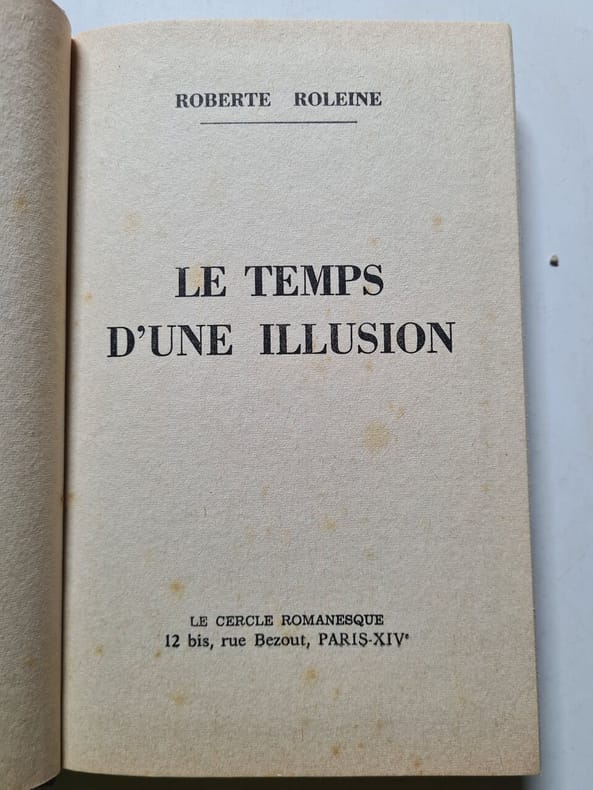 ROBERTE ROLEINE
LE TEMPS
D'UNE ILLUSION
LE CERCLE ROMANESQUE
12 bis, rue Bezout, PARIS-XIVᵉ